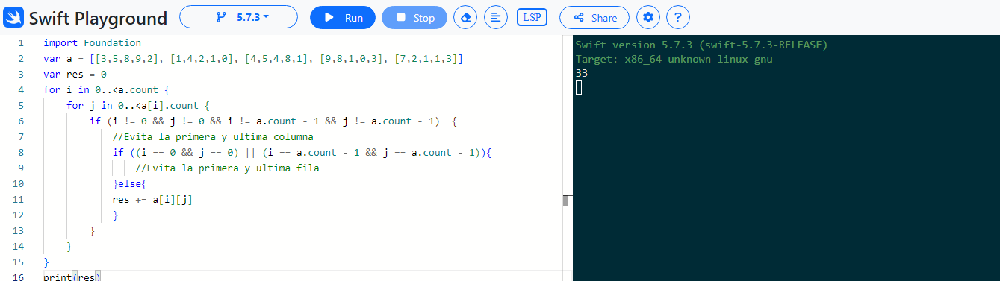 Swift Playground 5.7.3 Run Stop LSP Share ?
1 import Foundation
2 var a = [[3,5,8,9,2], [1,4,2,1,0], [4,5,4,8,1], [9,8,1,0,3], [7,2,1,1,3]]
3 var res = 0
4 for i in 0..<a.count {
5 for j in 0..<a[i].count {
6 if (i != 0 && j != 0 && i != a.count - 1 && j != a.count - 1)  {
7 //Evita la primera y ultima columna
8 if ((i == 0 && j == 0) || (i == a.count - 1 && j == a.count - 1)){
9 //Evita la primera y ultima fila
10 }else{
11 res += a[i][j]
12 }
13 }
14 }
15 }
16 print(res)
Swift version 5.7.3 (swift-5.7.3-RELEASE)
Target: x86_64-unknown-linux-gnu
33